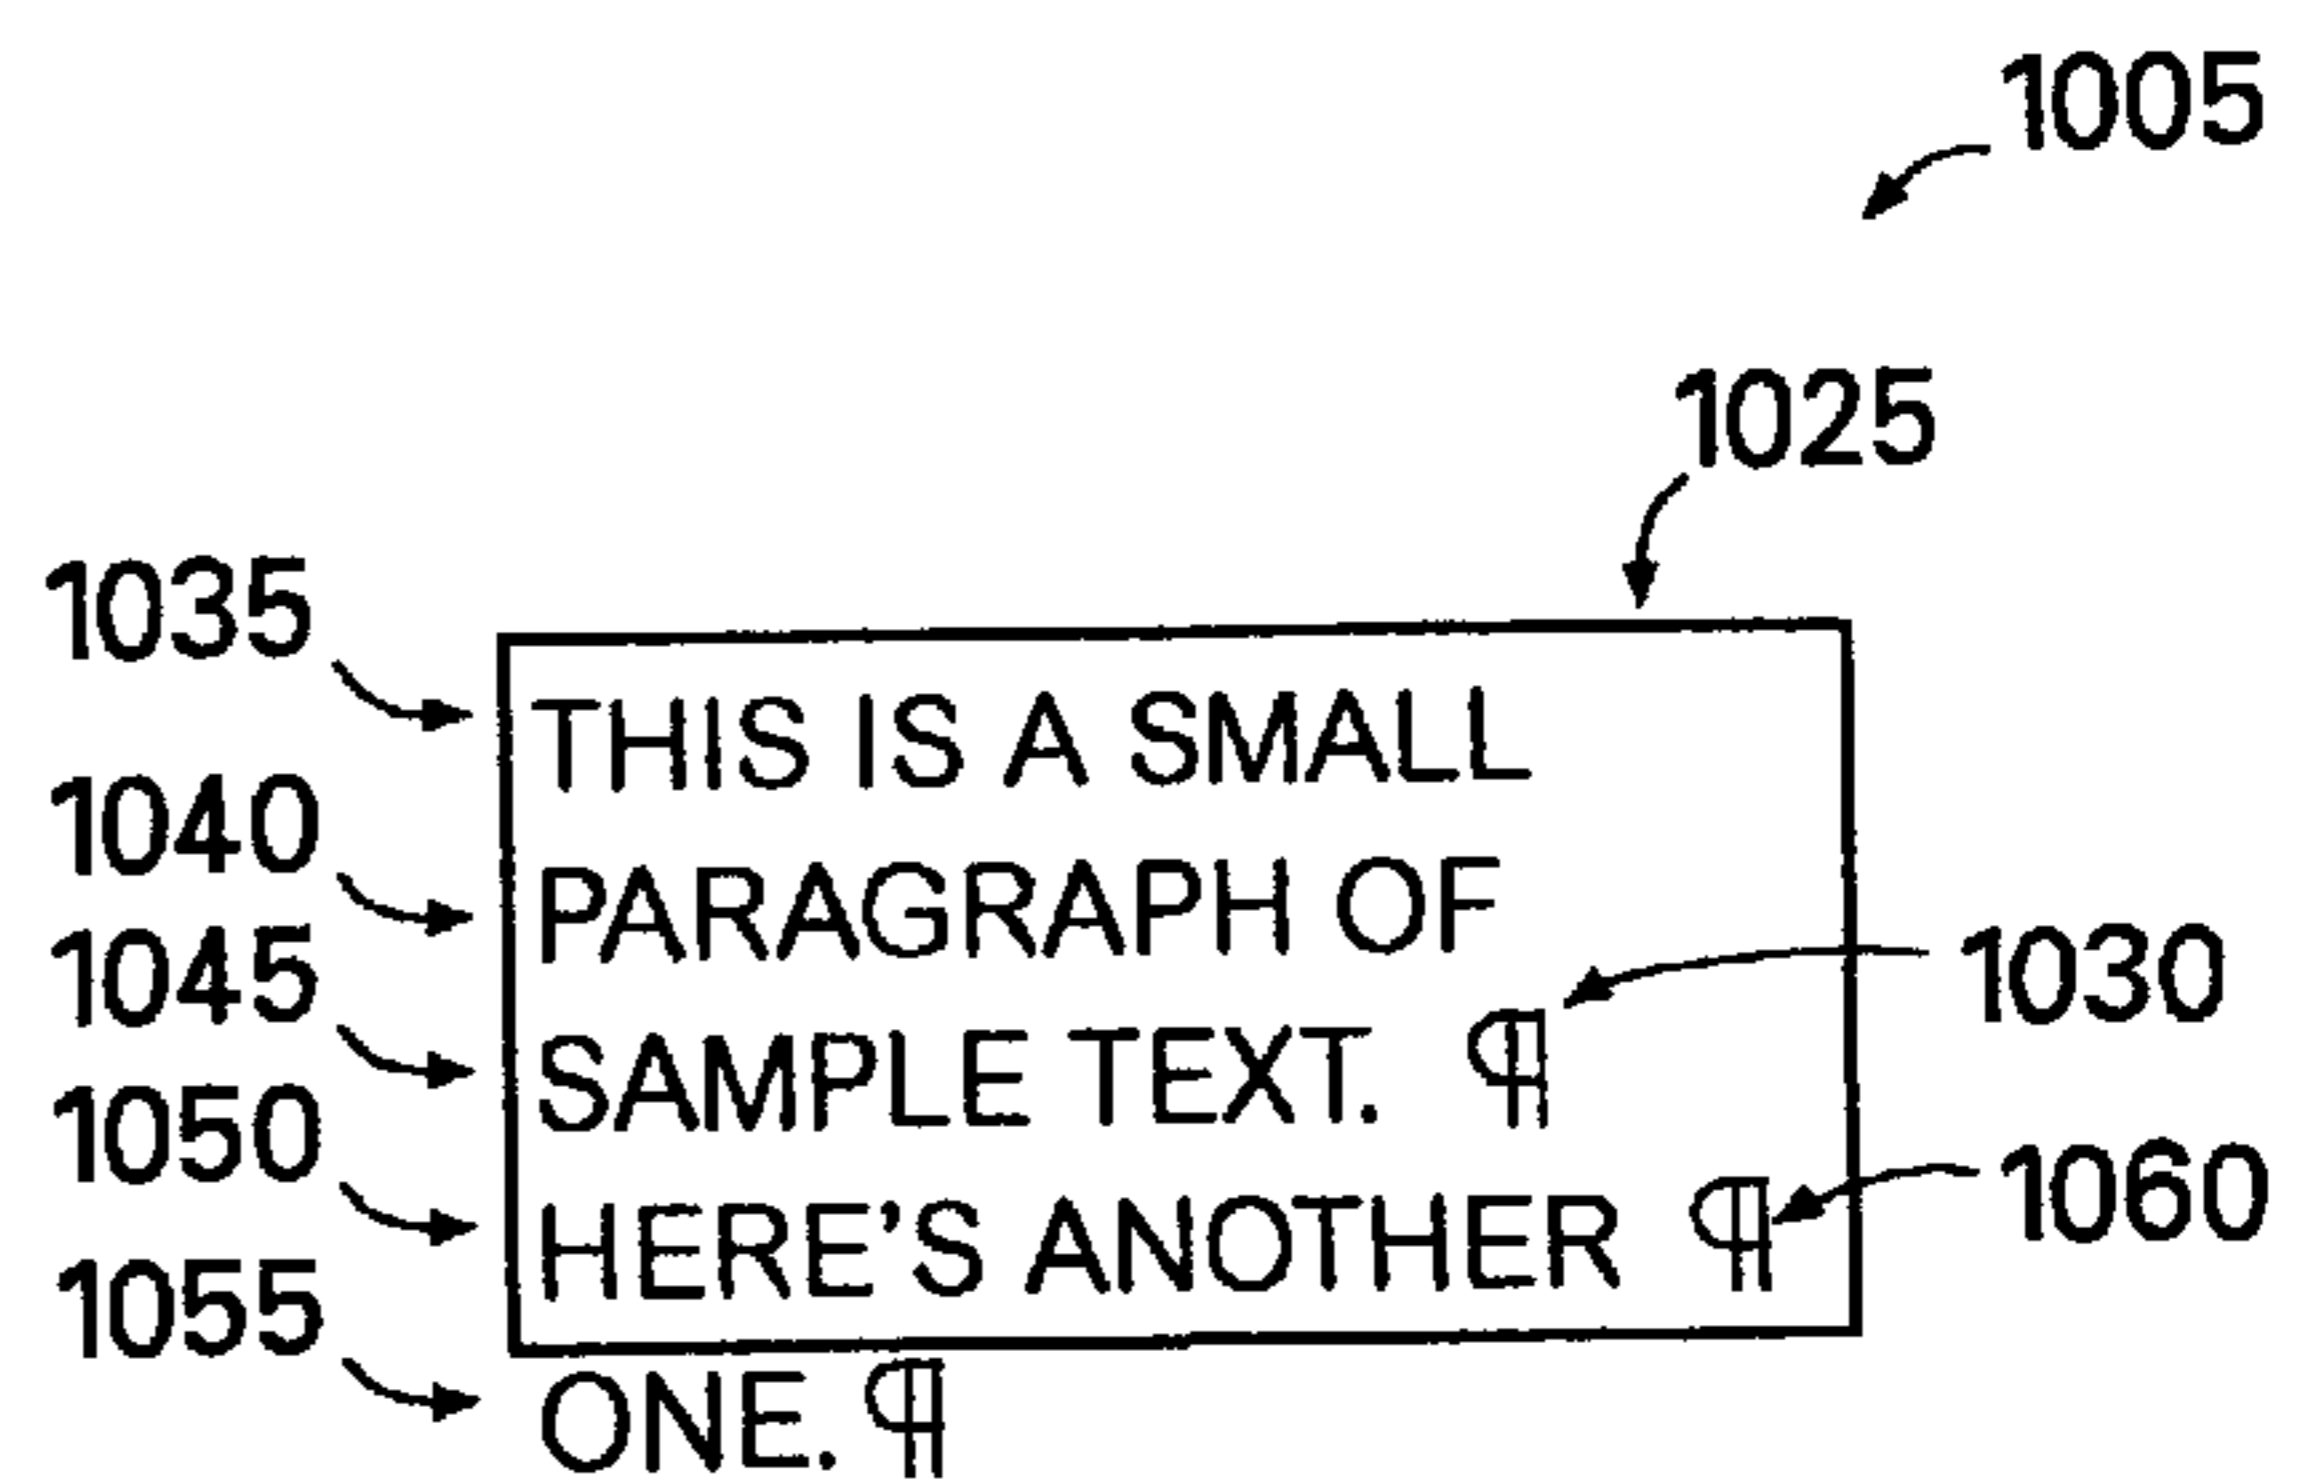 1005
1025
1035
THIS IS A SMALL
1040
PARAGRAPH OF
1030
1045
SAMPLE TEXT. ¶
1050
HERE'S ANOTHER ¶
1060
1055
ONE. ¶